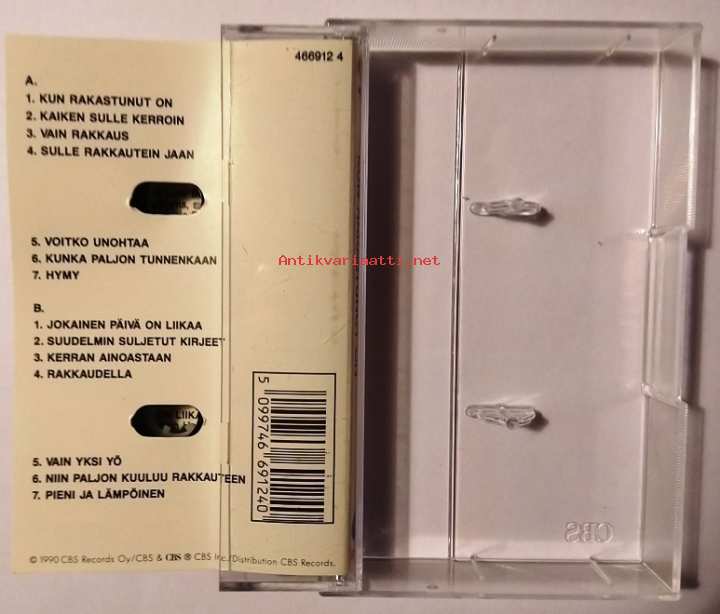 466912 4
A.
1. KUN RAKASTUNUT ON
2. KAIKEN SULLE KERROIN
3. VAIN RAKKAUS
4. SULLE RAKKAUTEIN JAAN
5. VOITKO UNOHTAA
6. KUNKA PALJON TUNNENKAAN
7. HYMY
Antikvariaatti.net
B.
1. JOKAINEN PÄIVÄ ON LIIKAA
2. SUUDELMIN SULJETUT KIRJEET
3. KERRAN AINOASTAAN
4. RAKKAUDELLA
LIIKA
5. VAIN YKSI YÖ
6. NIIN PALJON KUULUU RAKKAUTEEN
7. PIENI JA LÄMPÖINEN
5 099746 691240
CBS
© 1990 CBS Records Oy/CBS & CBS ® CBS Inc./Distribution CBS Records.